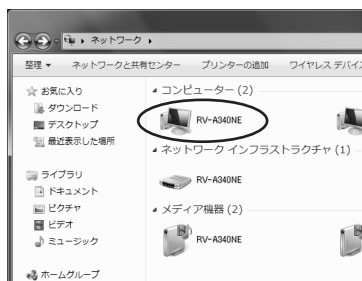 ネットワーク
整理 ネットワークと共有センター プリンターの追加 ワイヤレス デバイス
お気に入り
ダウンロード
デスクトップ
最近表示した場所
ライブラリ
ドキュメント
ピクチャ
ビデオ
ミュージック
ホームグループ
コンピューター (2)
RV-A340NE
ネットワーク インフラストラクチャ (1)
RV-A340NE
メディア機器 (2)
RV-A340NE